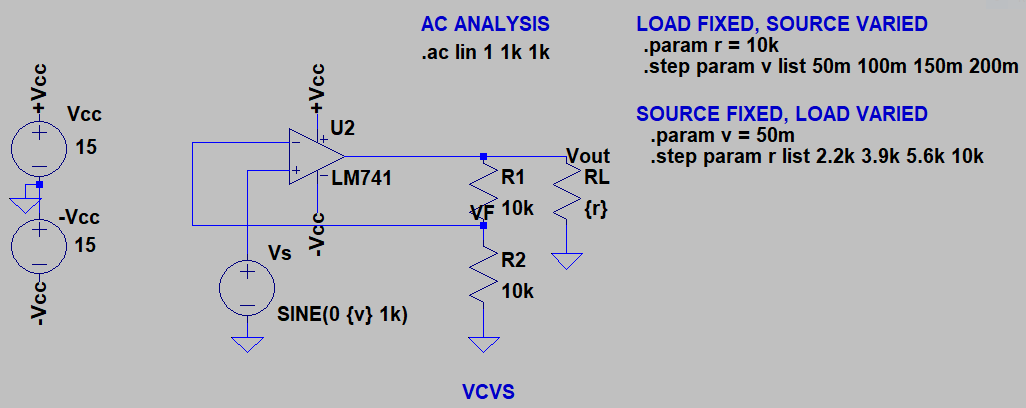 AC ANALYSIS
.ac lin 1 1k 1k
LOAD FIXED, SOURCE VARIED
.param r = 10k
.step param v list 50m 100m 150m 200m
SOURCE FIXED, LOAD VARIED
.param v = 50m
.step param r list 2.2k 3.9k 5.6k 10k
+Vcc
Vcc
15
-Vcc
15
-Vcc
+Vcc
U2
LM741
-Vcc
Vs
SINE(0 {v} 1k)
Vout
R1
10k
VF
RL
{r}
R2
10k
VCVS